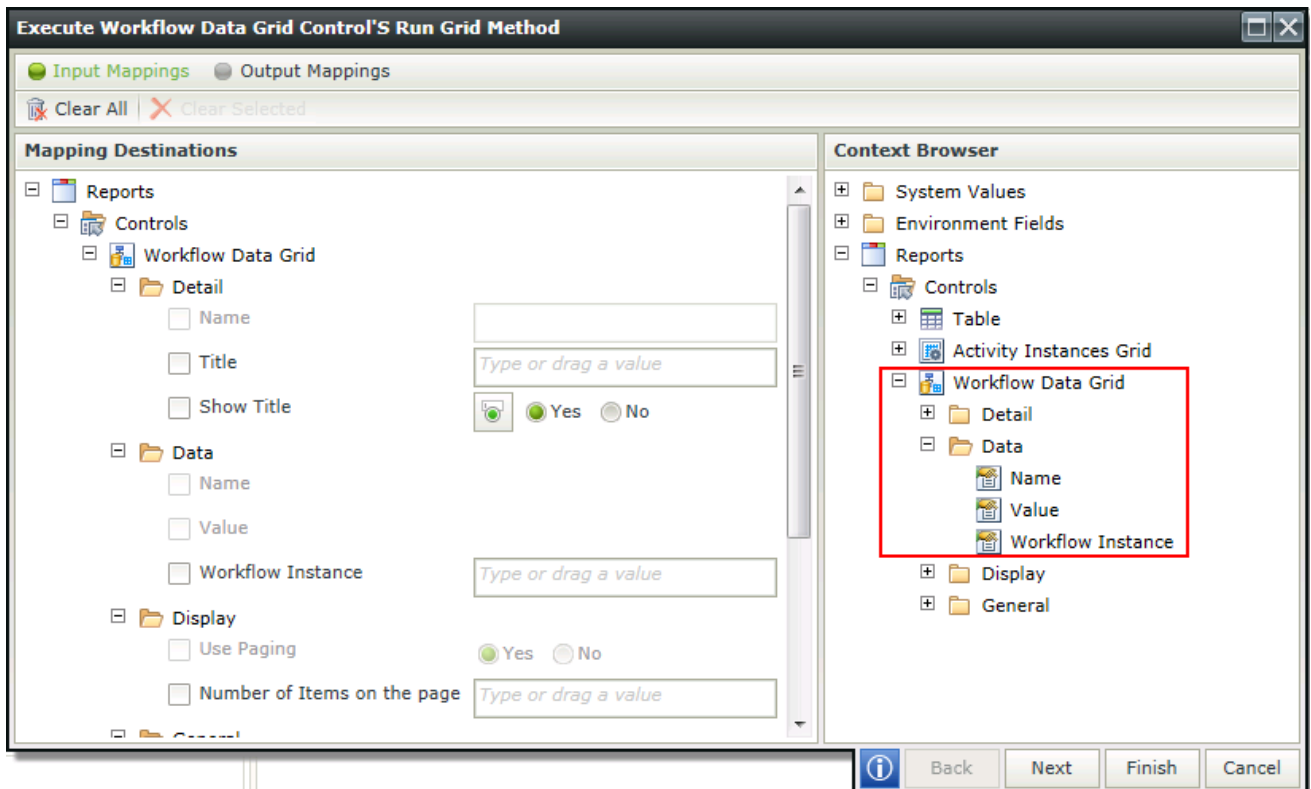 Execute Workflow Data Grid Control'S Run Grid Method
Input Mappings Output Mappings
Clear All Clear Selected
Mapping Destinations
Reports
Controls
Workflow Data Grid
Detail
Name
Title Type or drag a value
Show Title Yes No
Data
Name
Value
Workflow Instance Type or drag a value
Display
Use Paging Yes No
Number of Items on the page Type or drag a value
General
Context Browser
System Values
Environment Fields
Reports
Controls
Table
Activity Instances Grid
Workflow Data Grid
Detail
Data
Name
Value
Workflow Instance
Display
General
Back Next Finish Cancel